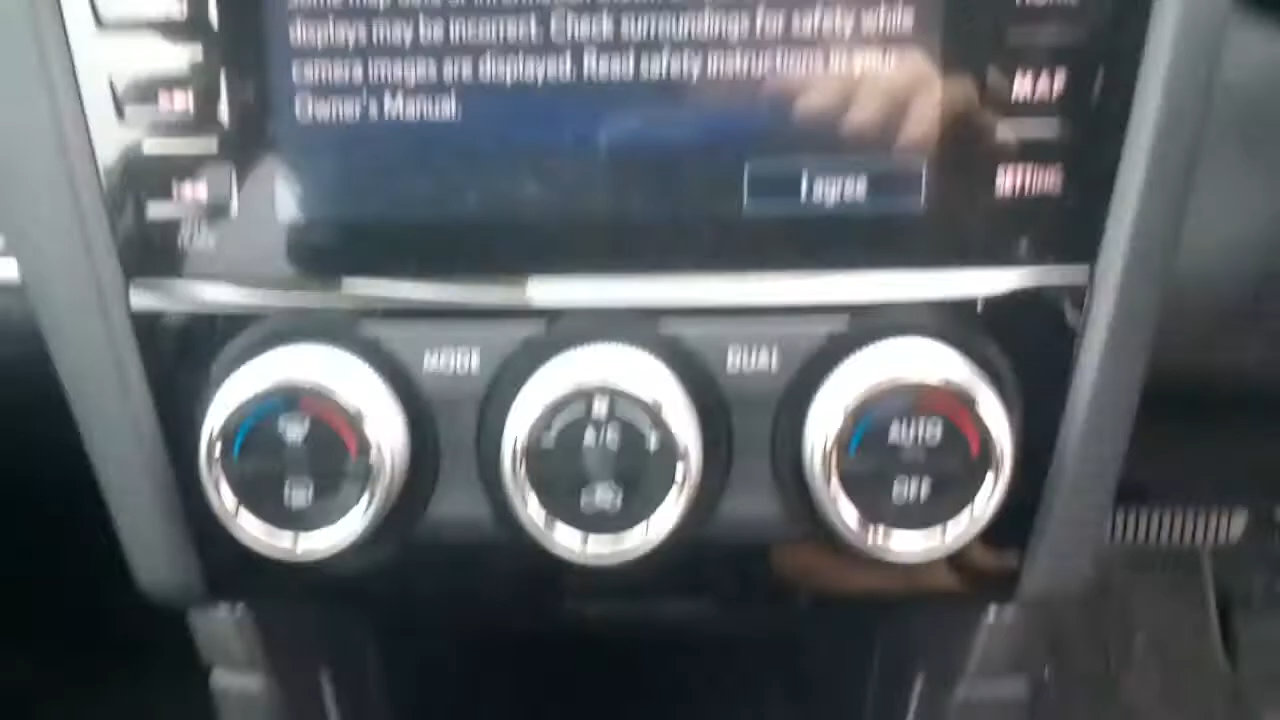 displays may be incorrect. Check surroundings for safety while
camera images are displayed. Read safety instructions in your
Owner's Manual.
MAP
I agree
SETTING
MODE
DUAL
A/C
AUTO
OFF